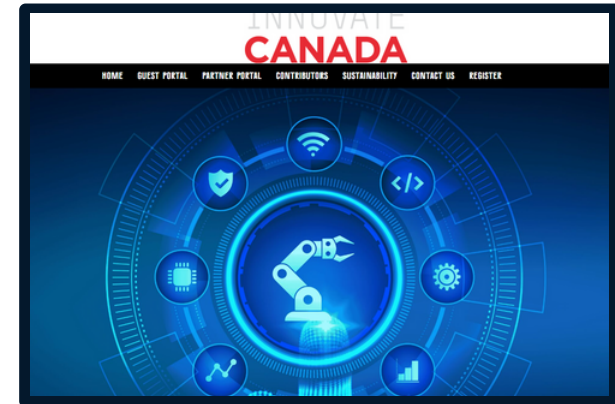 INNOVATE
CANADA
HOME GUEST PORTAL PARTNER PORTAL CONTRIBUTORS SUSTAINABILITY CONTACT US REGISTER
</>